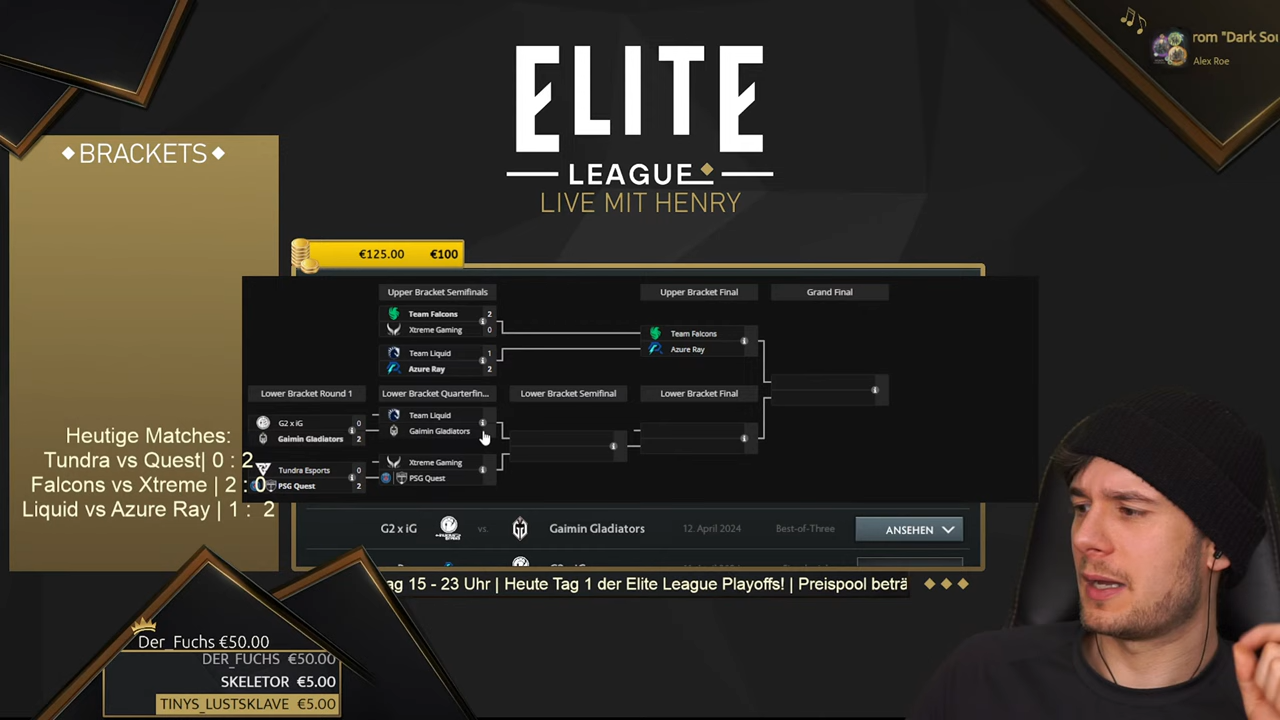 rom "Dark Sou
Alex Roe
ELITE
LEAGUE
LIVE MIT HENRY
BRACKETS
€125.00 €100
Upper Bracket Semifinals
Upper Bracket Final
Grand Final
Team Falcons 2
Xtreme Gaming 0
Team Liquid 1
Azure Ray 2
Team Falcons
Azure Ray
Lower Bracket Round 1
Lower Bracket Quarterfin...
Lower Bracket Semifinal
Lower Bracket Final
G2 x iG 0
Gaimin Gladiators 2
Tundra Esports 0
PSG Quest 2
Team Liquid
Gaimin Gladiators
Xtreme Gaming
PSG Quest
Heutige Matches:
Tundra vs Quest| 0 : 2
Falcons vs Xtreme | 2 : 0
Liquid vs Azure Ray | 1 : 2
G2 x iG vs. Gaimin Gladiators 12. April 2024 Best-of-Three ANSEHEN
ag 15 - 23 Uhr | Heute Tag 1 der Elite League Playoffs! | Preispool beträ
Der_Fuchs €50.00
DER_FUCHS €50.00
SKELETOR €5.00
TINYS_LUSTSKLAVE €5.00